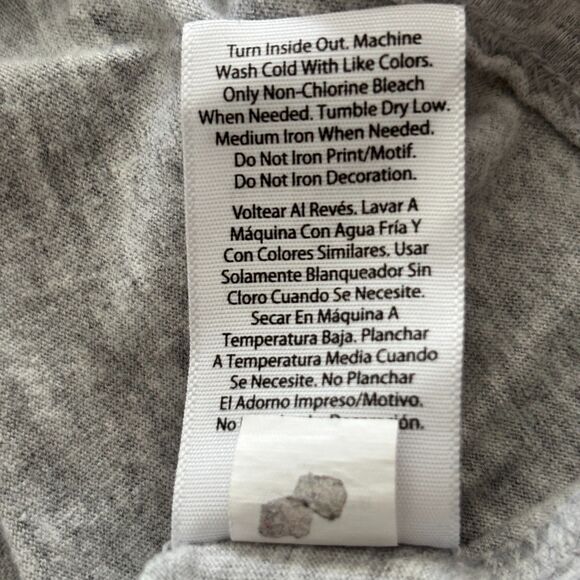 Turn Inside Out. Machine
Wash Cold With Like Colors.
Only Non-Chlorine Bleach
When Needed. Tumble Dry Low.
Medium Iron When Needed.
Do Not Iron Print/Motif.
Do Not Iron Decoration.
Voltear Al Revés. Lavar A
Máquina Con Agua Fría Y
Con Colores Similares. Usar
Solamente Blanqueador Sin
Cloro Cuando Se Necesite.
Secar En Máquina A
Temperatura Baja. Planchar
A Temperatura Media Cuando
Se Necesite. No Planchar
El Adorno Impreso/Motivo.
No